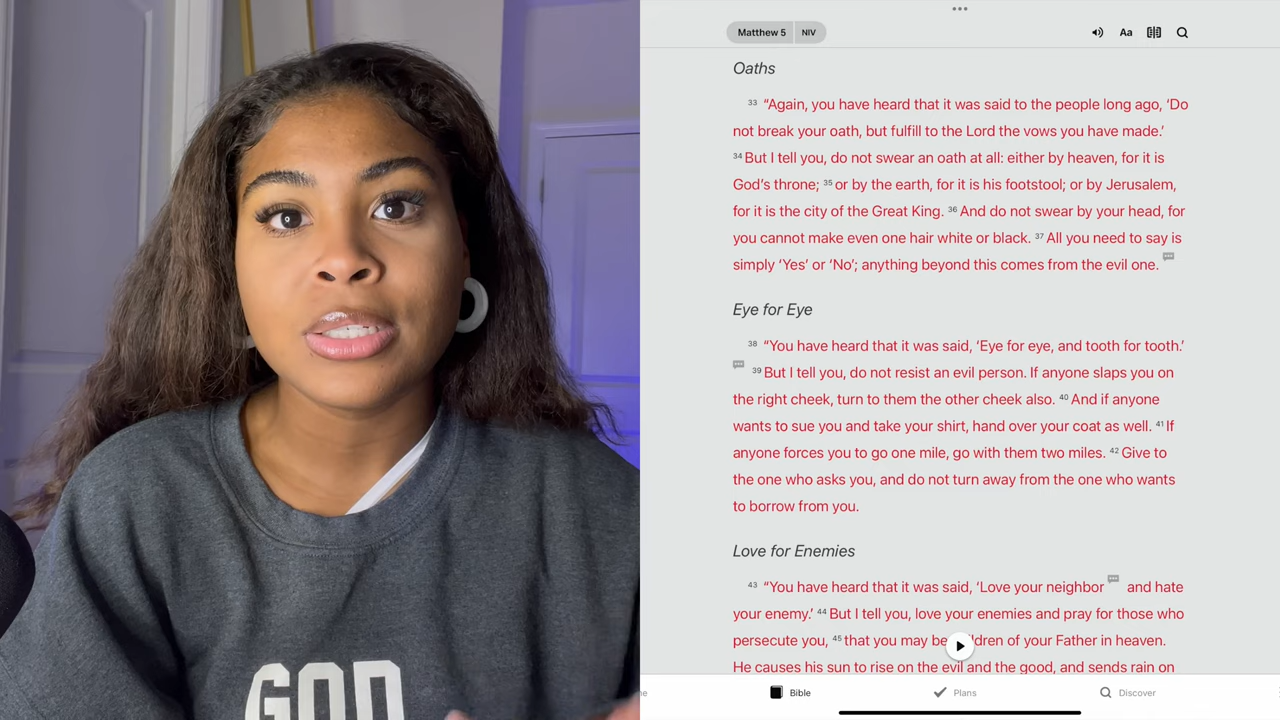 GOD
Matthew 5 NIV
Aa
Oaths
33 “Again, you have heard that it was said to the people long ago, ‘Do
not break your oath, but fulfill to the Lord the vows you have made.’
34 But I tell you, do not swear an oath at all: either by heaven, for it is
God’s throne; 35 or by the earth, for it is his footstool; or by Jerusalem,
for it is the city of the Great King. 36 And do not swear by your head, for
you cannot make even one hair white or black. 37 All you need to say is
simply ‘Yes’ or ‘No’; anything beyond this comes from the evil one.
Eye for Eye
38 “You have heard that it was said, ‘Eye for eye, and tooth for tooth.’
39 But I tell you, do not resist an evil person. If anyone slaps you on
the right cheek, turn to them the other cheek also. 40 And if anyone
wants to sue you and take your shirt, hand over your coat as well. 41 If
anyone forces you to go one mile, go with them two miles. 42 Give to
the one who asks you, and do not turn away from the one who wants
to borrow from you.
Love for Enemies
43 “You have heard that it was said, ‘Love your neighbor and hate
your enemy.’ 44 But I tell you, love your enemies and pray for those who
persecute you, 45 that you may be of your Father in heaven.
He causes his sun to rise on the evil and the good, and sends rain on
Bible Plans Discover